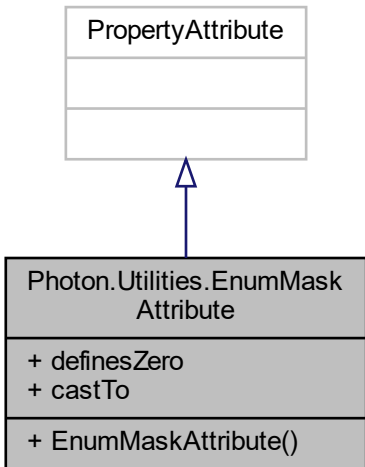 PropertyAttribute
Photon.Utilities.EnumMask
Attribute
+ definesZero
+ castTo
+ EnumMaskAttribute()